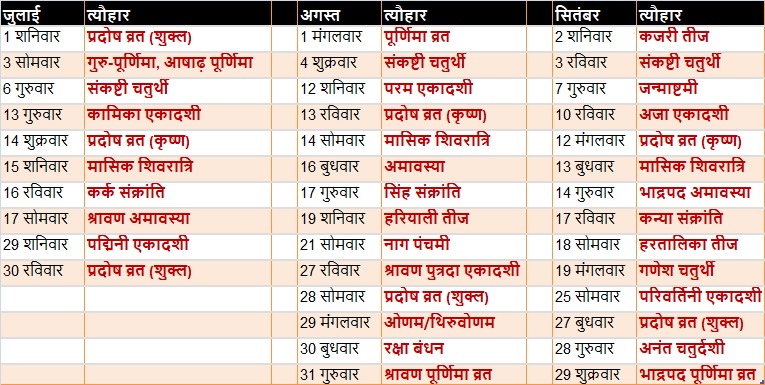 जुलाई त्यौहार अगस्त त्यौहार सितंबर त्यौहार
1 शनिवार प्रदोष व्रत (शुक्ल) 1 मंगलवार पूर्णिमा व्रत 2 शनिवार कजरी तीज
3 सोमवार गुरु-पूर्णिमा, आषाढ़ पूर्णिमा 4 शुक्रवार संकष्टी चतुर्थी 3 रविवार संकष्टी चतुर्थी
6 गुरुवार संकष्टी चतुर्थी 12 शनिवार परम एकादशी 7 गुरुवार जन्माष्टमी
13 गुरुवार कामिका एकादशी 13 रविवार प्रदोष व्रत (कृष्ण) 10 रविवार अजा एकादशी
14 शुक्रवार प्रदोष व्रत (कृष्ण) 14 सोमवार मासिक शिवरात्रि 12 मंगलवार प्रदोष व्रत (कृष्ण)
15 शनिवार मासिक शिवरात्रि 16 बुधवार अमावस्या 13 बुधवार मासिक शिवरात्रि
16 रविवार कर्क संक्रांति 17 गुरुवार सिंह संक्रांति 14 गुरुवार भाद्रपद अमावस्या
17 सोमवार श्रावण अमावस्या 19 शनिवार हरियाली तीज 17 रविवार कन्या संक्रांति
29 शनिवार पद्मिनी एकादशी 21 सोमवार नाग पंचमी 18 सोमवार हरतालिका तीज
30 रविवार प्रदोष व्रत (शुक्ल) 27 रविवार श्रावण पुत्रदा एकादशी 19 मंगलवार गणेश चतुर्थी
28 सोमवार प्रदोष व्रत (शुक्ल) 25 सोमवार परिवर्तिनी एकादशी
29 मंगलवार ओणम/थिरुवोणम 27 बुधवार प्रदोष व्रत (शुक्ल)
30 बुधवार रक्षा बंधन 28 गुरुवार अनंत चतुर्दशी
31 गुरुवार श्रावण पूर्णिमा व्रत 29 शुक्रवार भाद्रपद पूर्णिमा व्रत